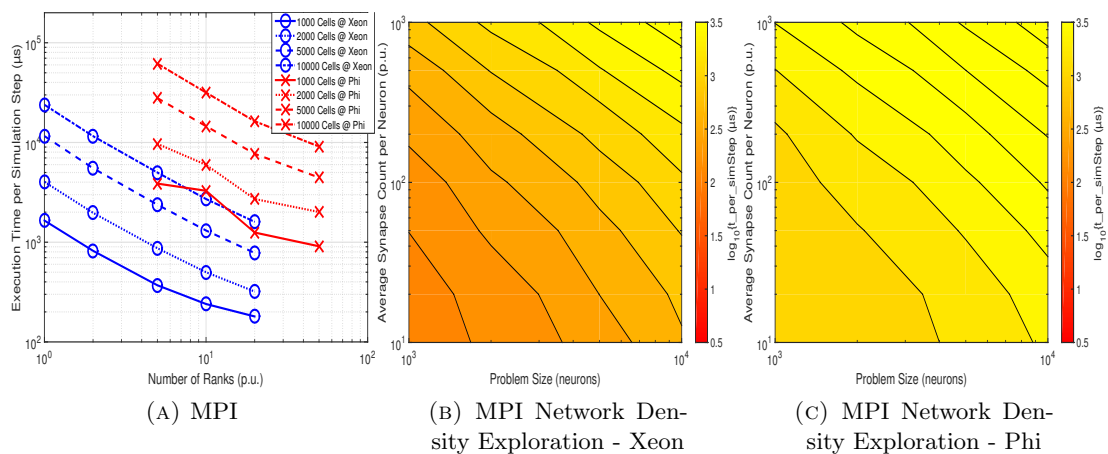 Execution Time per Simulation Step (µs)
10^5
10^4
10^3
10^2
10^0
10^1
10^2
Number of Ranks (p.u.)
1000 Cells @ Xeon
2000 Cells @ Xeon
5000 Cells @ Xeon
10000 Cells @ Xeon
1000 Cells @ Phi
2000 Cells @ Phi
5000 Cells @ Phi
10000 Cells @ Phi
(A) MPI
Average Synapse Count per Neuron (p.u.)
10^3
10^2
10^1
10^3
10^4
Problem Size (neurons)
3.5
3
2.5
2
1.5
1
0.5
log10{t_per_simStep (µs)}
(B) MPI Network Den-
sity Exploration - Xeon
Average Synapse Count per Neuron (p.u.)
10^3
10^2
10^1
10^3
10^4
Problem Size (neurons)
3.5
3
2.5
2
1.5
1
0.5
log10{t_per_simStep (µs)}
(C) MPI Network Den-
sity Exploration - Phi